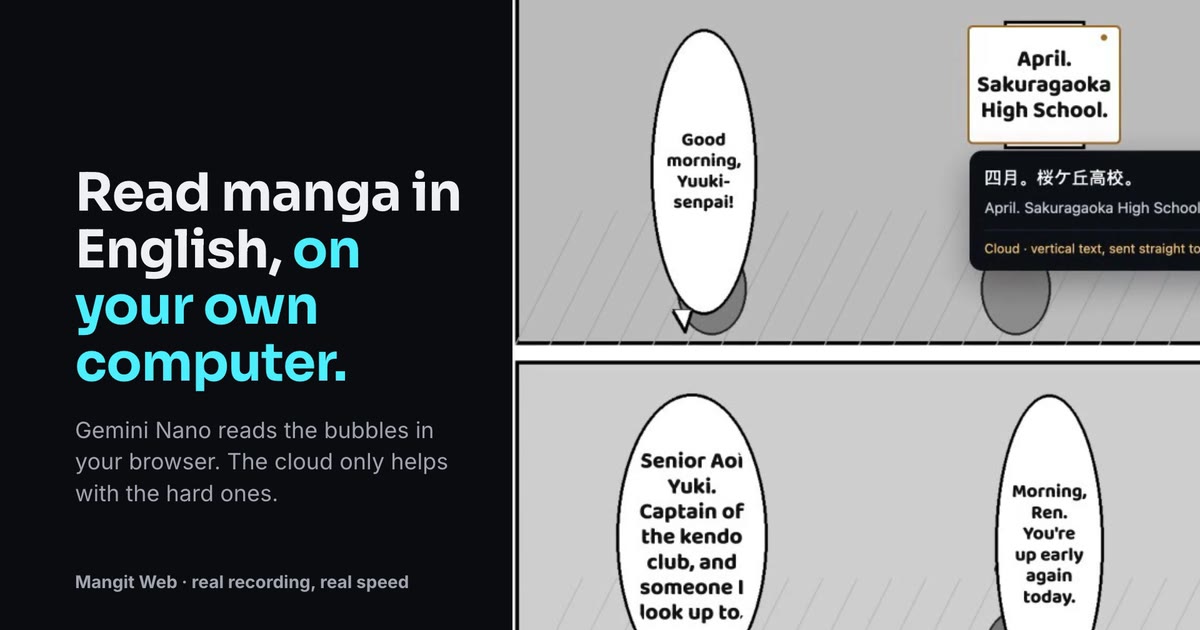 Read manga in
English, on
your own
computer.
Gemini Nano reads the bubbles in
your browser. The cloud only helps
with the hard ones.
Mangit Web · real recording, real speed
Good
morning,
Yuuki-
senpai!
April.
Sakuragaoka
High School.
四月。桜ケ丘高校。
April. Sakuragaoka High School
Cloud · vertical text, sent straight to
Senior Aoi
Yuki.
Captain of
the kendo
club, and
someone I
look up to.
Morning,
Ren.
You're
up early
again
today.